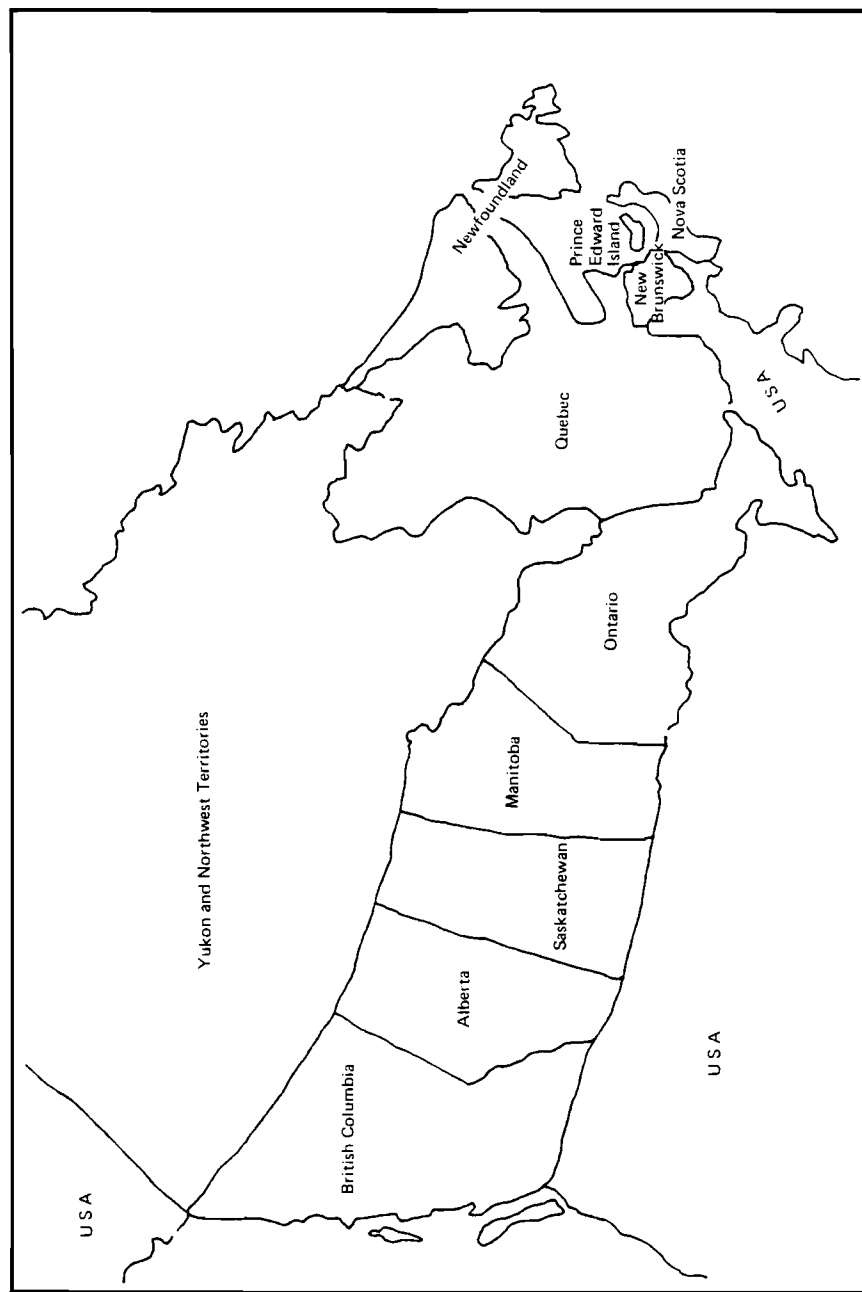 USA
Yukon and Northwest Territories
British Columbia
Alberta
Saskatchewan
Manitoba
Ontario
Quebec
Newfoundland
Prince
Edward
Island
New
Brunswick
Nova Scotia
USA
USA